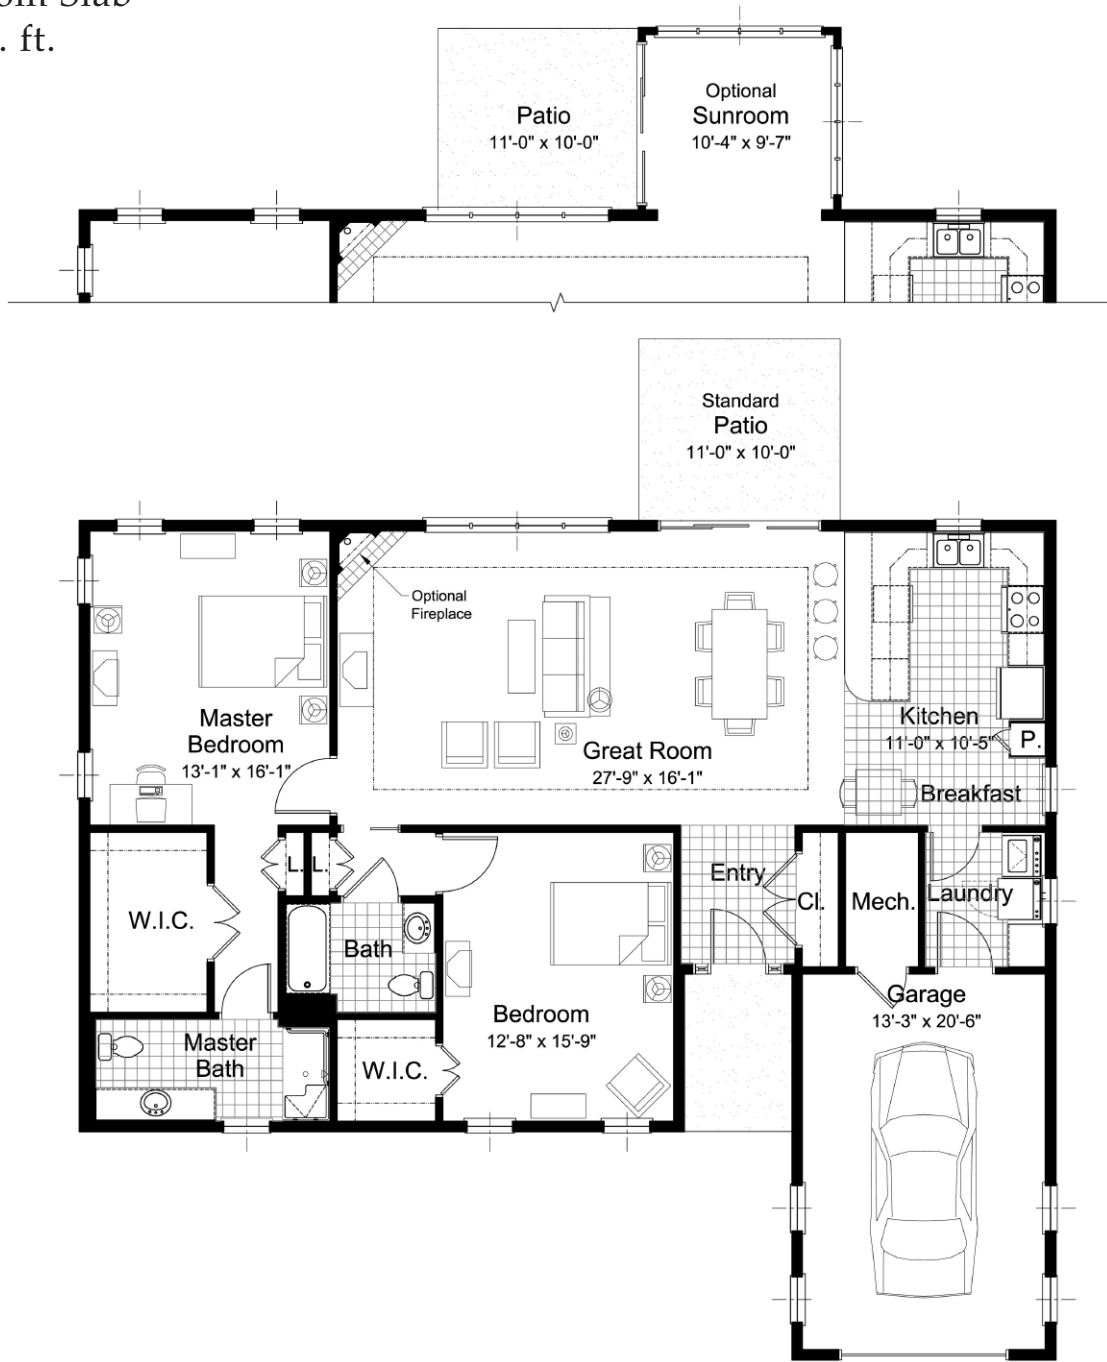 Slab
. ft.
Patio
11'-0" x 10'-0"
Optional
Sunroom
10'-4" x 9'-7"
Standard
Patio
11'-0" x 10'-0"
Optional
Fireplace
Master
Bedroom
13'-1" x 16'-1"
Great Room
27'-9" x 16'-1"
Kitchen
11'-0" x 10'-5"
P.
Breakfast
W.I.C.
L.
L.
Bath
Entry
Cl.
Mech.
Laundry
Master
Bath
W.I.C.
Bedroom
12'-8" x 15'-9"
Garage
13'-3" x 20'-6"